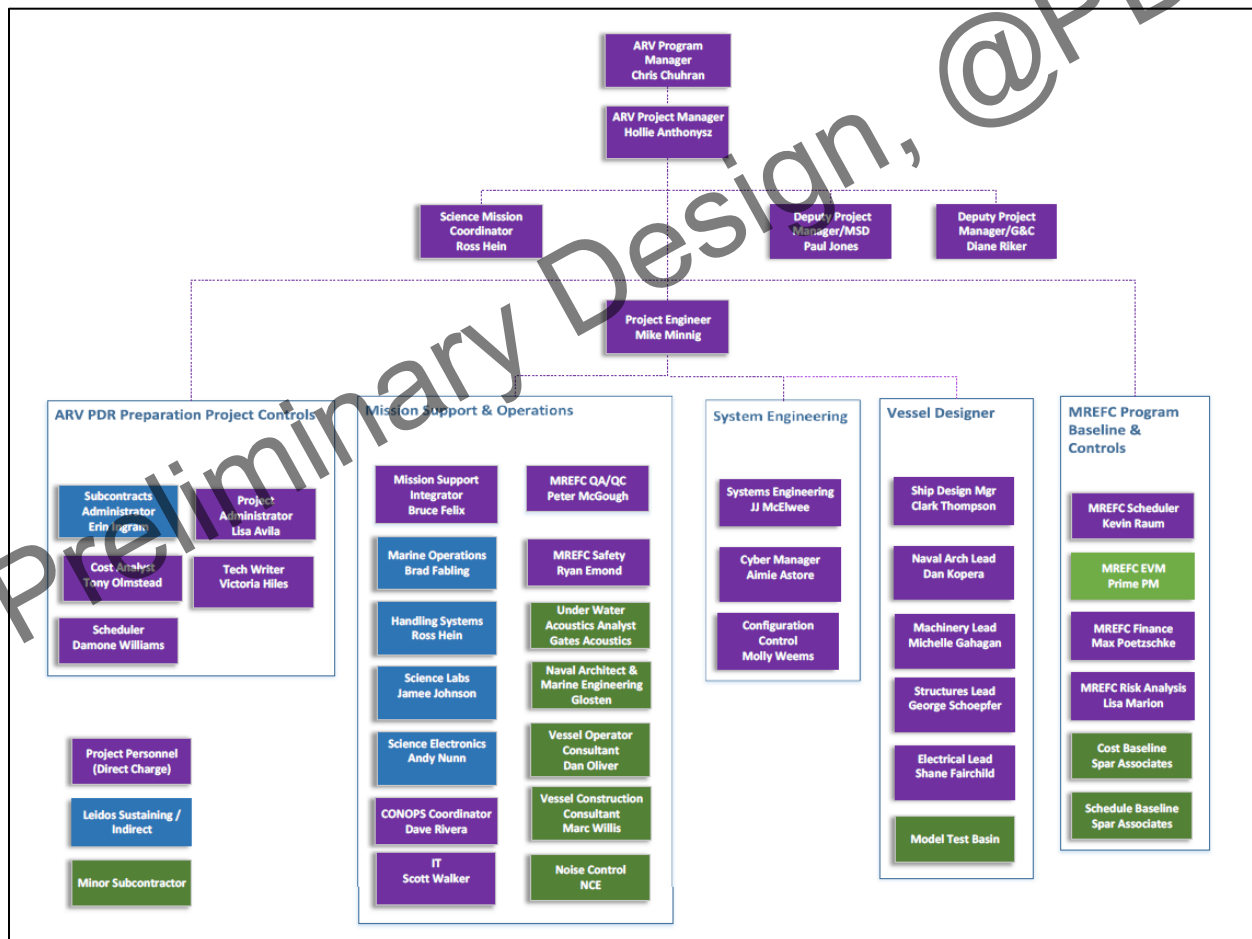 ARV Program
Manager
Chris Chuhran
ARV Project Manager
Hollie Anthonysz
Science Mission
Coordinator
Ross Hein
Deputy Project
Manager/MSD
Paul Jones
Deputy Project
Manager/G&C
Diane Riker
Project Engineer
Mike Minnig
ARV PDR Preparation Project Controls
Subcontracts
Administrator
Erin Ingram
Project
Administrator
Lisa Avila
Cost Analyst
Tony Olmstead
Tech Writer
Victoria Hiles
Scheduler
Damone Williams
Mission Support & Operations
Mission Support
Integrator
Bruce Felix
MREFC QA/QC
Peter McGough
Marine Operations
Brad Fabling
MREFC Safety
Ryan Emond
Handling Systems
Ross Hein
Under Water
Acoustics Analyst
Gates Acoustics
Science Labs
Jamee Johnson
Naval Architect &
Marine Engineering
Glosten
Science Electronics
Andy Nunn
Vessel Operator
Consultant
Dan Oliver
CONOPS Coordinator
Dave Rivera
Vessel Construction
Consultant
Marc Willis
IT
Scott Walker
Noise Control
NCE
System Engineering
Systems Engineering
JJ McElwee
Cyber Manager
Aimie Astore
Configuration
Control
Molly Weems
Vessel Designer
Ship Design Mgr
Clark Thompson
Naval Arch Lead
Dan Kopera
Machinery Lead
Michelle Gahagan
Structures Lead
George Schoepfer
Electrical Lead
Shane Fairchild
Model Test Basin
MREFC Program
Baseline &
Controls
MREFC Scheduler
Kevin Raum
MREFC EVM
Prime PM
MREFC Finance
Max Poetzschke
MREFC Risk Analysis
Lisa Marion
Cost Baseline
Spar Associates
Schedule Baseline
Spar Associates
Project Personnel
(Direct Charge)
Leidos Sustaining /
Indirect
Minor Subcontractor
Preliminary Design,